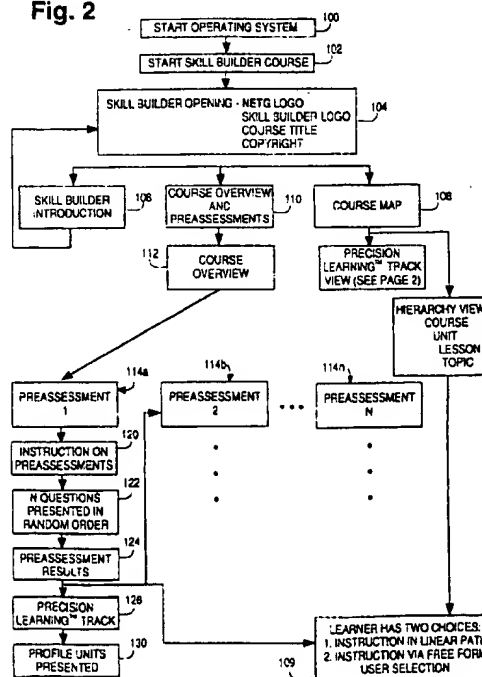 Fig. 2
START OPERATING SYSTEM
100
START SKILL BUILDER COURSE
102
SKILL BUILDER OPENING - NETG LOGO
SKILL BUILDER LOGO
COURSE TITLE
COPYRIGHT
104
SKILL BUILDER
INTRODUCTION
106
COURSE OVERVIEW
AND
PREASSESSMENTS
110
COURSE MAP
108
112
COURSE
OVERVIEW
PRECISION
LEARNING™ TRACK
VIEW (SEE PAGE 2)
HIERARCHY VIEW
COURSE
UNIT
LESSON
TOPIC
PREASSESSMENT
1
114a
114b
PREASSESSMENT
2
• • •
114n
PREASSESSMENT
N
INSTRUCTION ON
PREASSESSMENTS
120
N QUESTIONS
PRESENTED IN
RANDOM ORDER
122
PREASSESSMENT
RESULTS
124
PRECISION
LEARNING™ TRACK
126
PROFILE UNITS
PRESENTED
130
LEARNER HAS TWO CHOICES:
1. INSTRUCTION IN LINEAR PATH
2. INSTRUCTION VIA FREE FORM
USER SELECTION
109